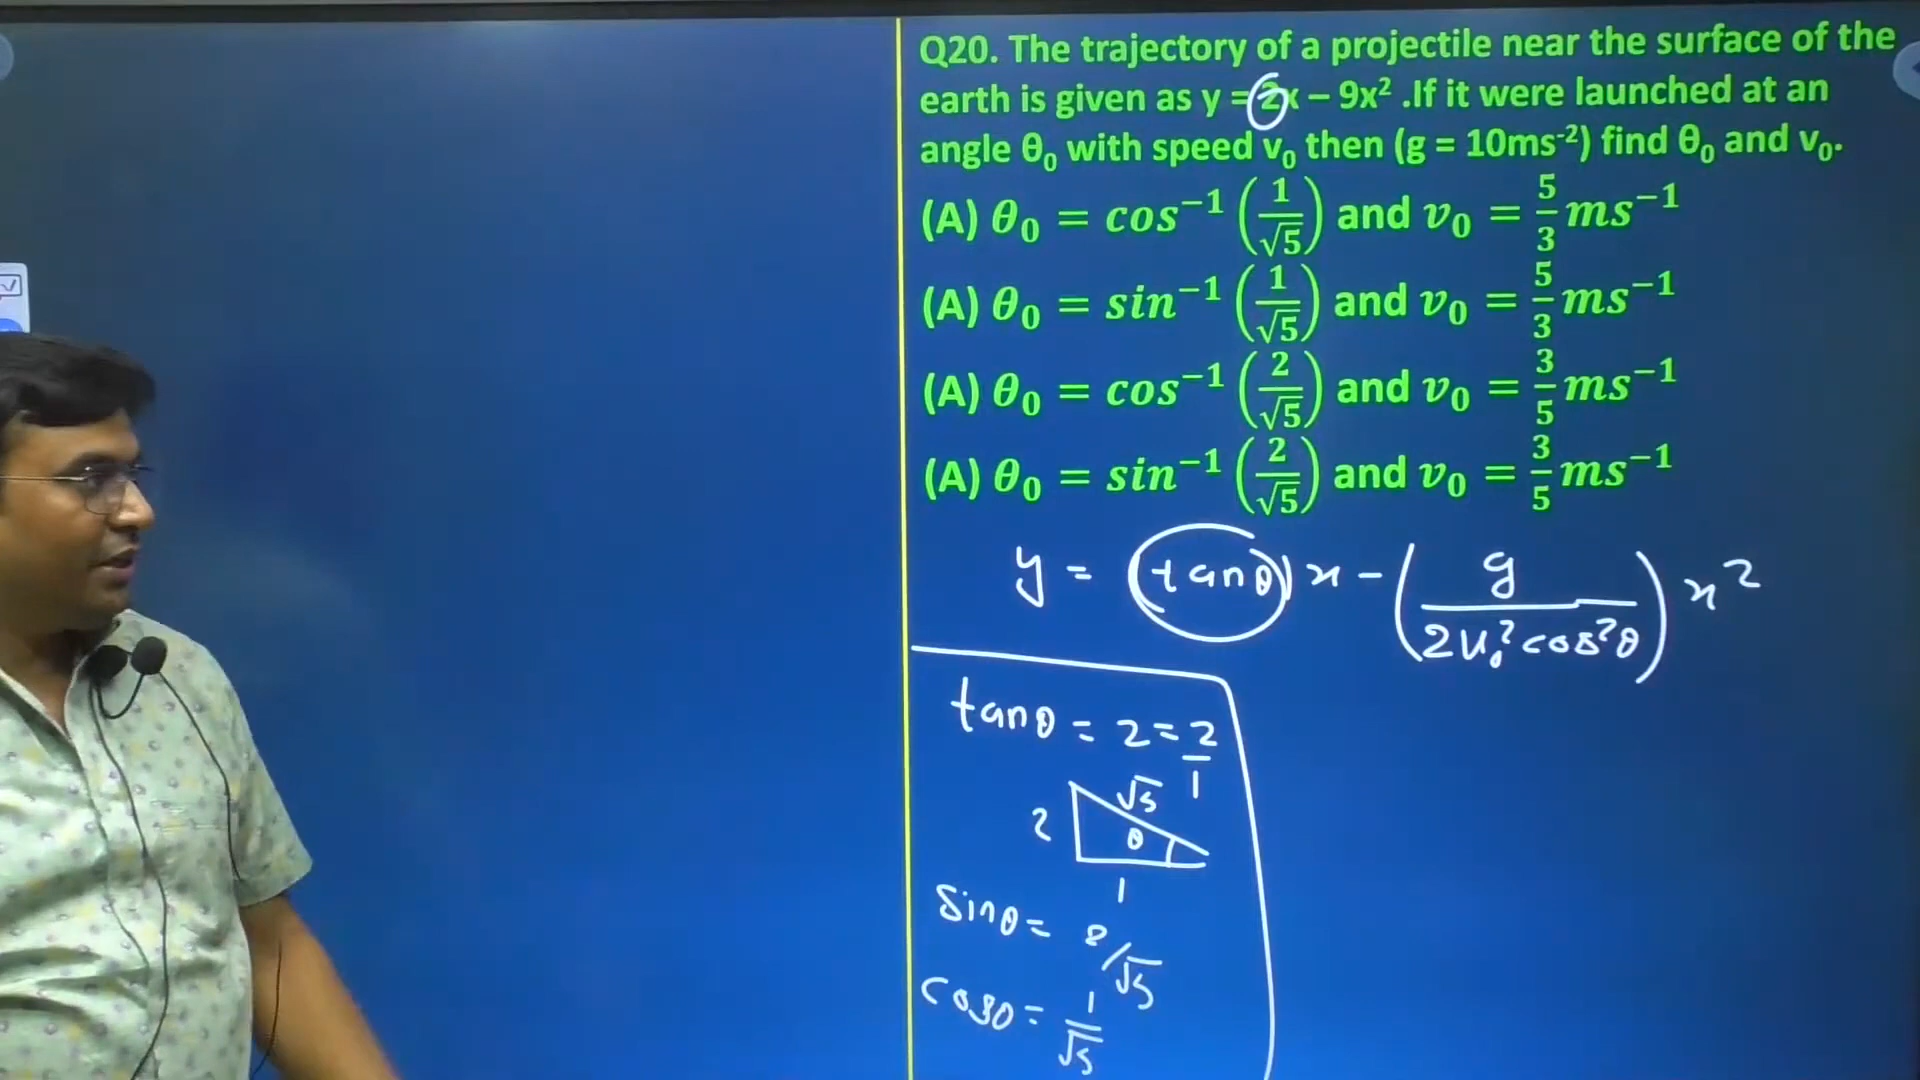 Q20. The trajectory of a projectile near the surface of the
earth is given as y = 2x – 9x² .If it were launched at an
angle θ₀ with speed v₀ then (g = 10ms⁻²) find θ₀ and v₀.
(A) θ₀ = cos⁻¹ (1/√5) and v₀ = 5/3 ms⁻¹
(A) θ₀ = sin⁻¹ (1/√5) and v₀ = 5/3 ms⁻¹
(A) θ₀ = cos⁻¹ (2/√5) and v₀ = 3/5 ms⁻¹
(A) θ₀ = sin⁻¹ (2/√5) and v₀ = 3/5 ms⁻¹
y = (tanθ) x – (g / 2u₀² cos²θ) x²
tanθ = 2 = 2/1
√5
2 θ
1
sinθ = 2/√5
cosθ = 1/√5